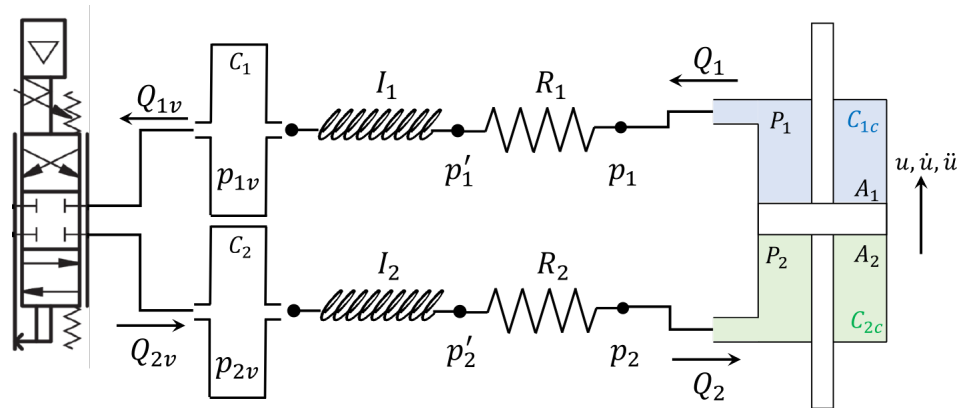 C₁
I₁
R₁
Q₁
Q₁ᵥ
P₁
C₁c
p₁ᵥ
p₁′
p₁
A₁
u, u̇, ü
C₂
I₂
R₂
P₂
A₂
Q₂ᵥ
p₂ᵥ
p₂′
p₂
C₂c
Q₂